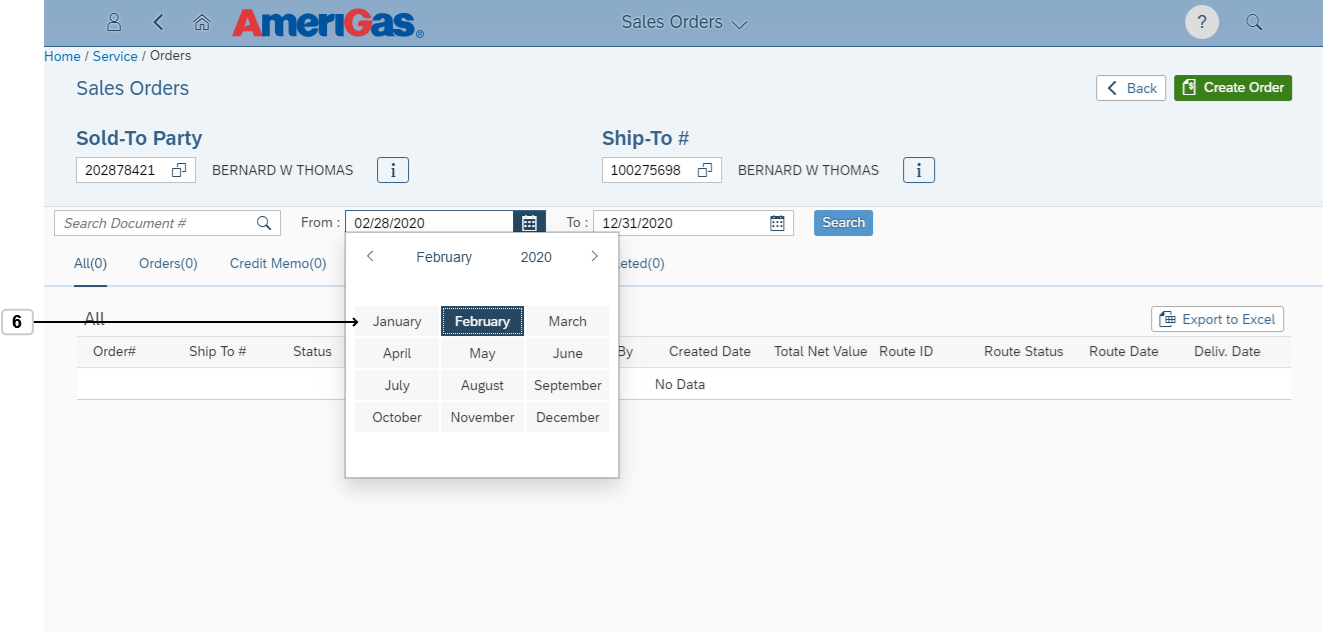 AmeriGas®
Sales Orders
?
Home / Service / Orders
Sales Orders
Back
Create Order
Sold-To Party
Ship-To #
202878421
BERNARD W THOMAS
i
100275698
BERNARD W THOMAS
i
Search Document #
From :
02/28/2020
To :
12/31/2020
Search
All(0)
Orders(0)
Credit Memo(0)
eted(0)
February
2020
6
All
Export to Excel
January
February
March
Order#
Ship To #
Status
By
Created Date
Total Net Value
Route ID
Route Status
Route Date
Deliv. Date
April
May
June
No Data
July
August
September
October
November
December